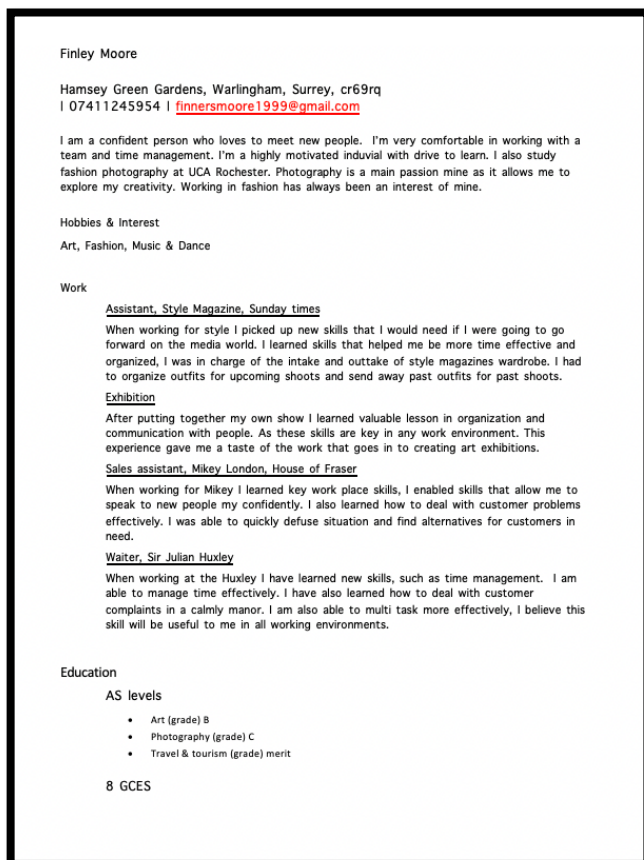 Finley Moore
Hamsey Green Gardens, Warlingham, Surrey, cr69rq
| 07411245954 | finnersmoore1999@gmail.com
I am a confident person who loves to meet new people. I'm very comfortable in working with a
team and time management. I'm a highly motivated induvial with drive to learn. I also study
fashion photography at UCA Rochester. Photography is a main passion mine as it allows me to
explore my creativity. Working in fashion has always been an interest of mine.
Hobbies & Interest
Art, Fashion, Music & Dance
Work
Assistant, Style Magazine, Sunday times
When working for style I picked up new skills that I would need if I were going to go
forward on the media world. I learned skills that helped me be more time effective and
organized, I was in charge of the intake and outtake of style magazines wardrobe. I had
to organize outfits for upcoming shoots and send away past outfits for past shoots.
Exhibition
After putting together my own show I learned valuable lesson in organization and
communication with people. As these skills are key in any work environment. This
experience gave me a taste of the work that goes in to creating art exhibitions.
Sales assistant, Mikey London, House of Fraser
When working for Mikey I learned key work place skills, I enabled skills that allow me to
speak to new people my confidently. I also learned how to deal with customer problems
effectively. I was able to quickly defuse situation and find alternatives for customers in
need.
Waiter, Sir Julian Huxley
When working at the Huxley I have learned new skills, such as time management. I am
able to manage time effectively. I have also learned how to deal with customer
complaints in a calmly manor. I am also able to multi task more effectively, I believe this
skill will be useful to me in all working environments.
Education
AS levels
• Art (grade) B
• Photography (grade) C
• Travel & tourism (grade) merit
8 GCES